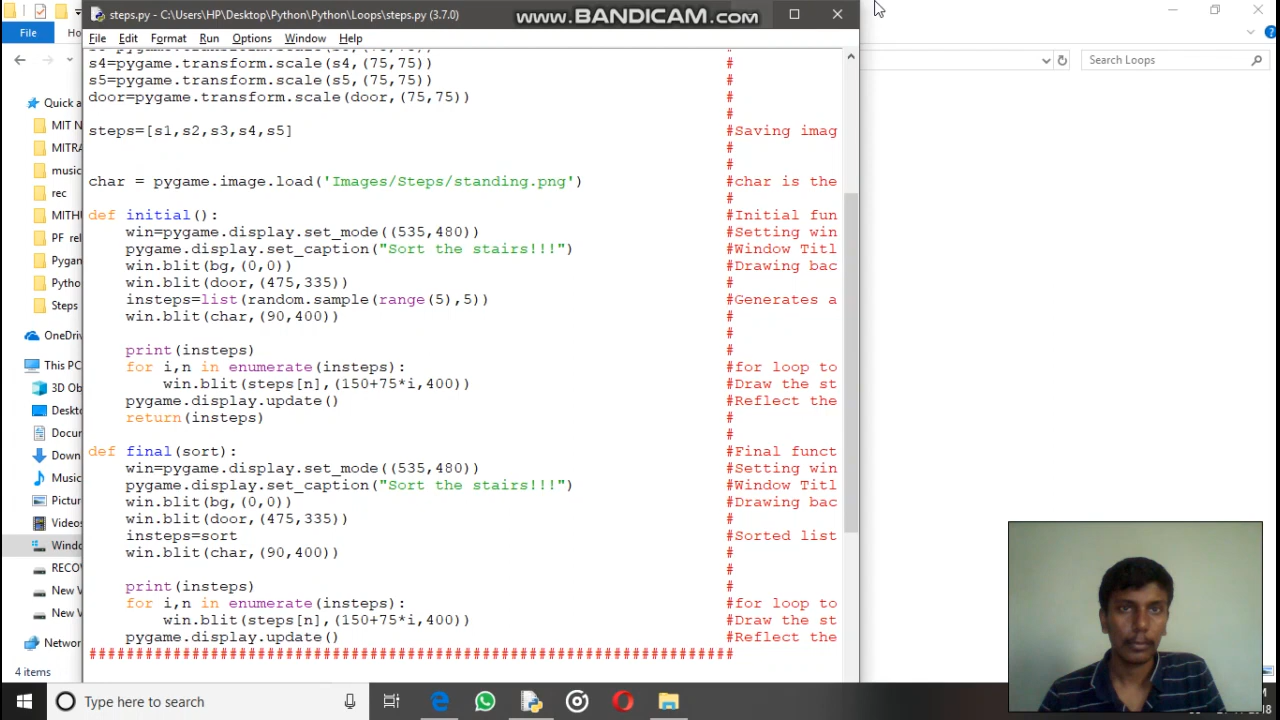 steps.py - C:\Users\HP\Desktop\Python\Python\Loops\steps.py (3.7.0)
www.BANDICAM.com
File
Ho
File Edit Format Run Options Window Help
Search Loops
Quick a
MIT N
MITRA
music
rec
MITHU
PF rel
Pygan
Pytho
Steps
OneDriv
This PC
3D Ob
Deskto
Docum
Down
Music
Pictur
Videos
Windo
RECO
New V
New V
Networ
4 items
s4=pygame.transform.scale(s4,(75,75)) #
s5=pygame.transform.scale(s5,(75,75)) #
door=pygame.transform.scale(door,(75,75)) #
#
steps=[s1,s2,s3,s4,s5] #Saving imag
#
#
char = pygame.image.load('Images/Steps/standing.png') #char is the
#
def initial(): #Initial fun
win=pygame.display.set_mode((535,480)) #Setting win
pygame.display.set_caption("Sort the stairs!!!") #Window Titl
win.blit(bg,(0,0)) #Drawing bac
win.blit(door,(475,335)) #
insteps=list(random.sample(range(5),5)) #Generates a
win.blit(char,(90,400)) #
#
print(insteps) #
for i,n in enumerate(insteps): #for loop to
win.blit(steps[n],(150+75*i,400)) #Draw the st
pygame.display.update() #Reflect the
return(insteps) #
#
def final(sort): #Final funct
win=pygame.display.set_mode((535,480)) #Setting win
pygame.display.set_caption("Sort the stairs!!!") #Window Titl
win.blit(bg,(0,0)) #Drawing bac
win.blit(door,(475,335)) #
insteps=sort #Sorted list
win.blit(char,(90,400)) #
#
print(insteps) #
for i,n in enumerate(insteps): #for loop to
win.blit(steps[n],(150+75*i,400)) #Draw the st
pygame.display.update() #Reflect the
#####################################################################
Type here to search